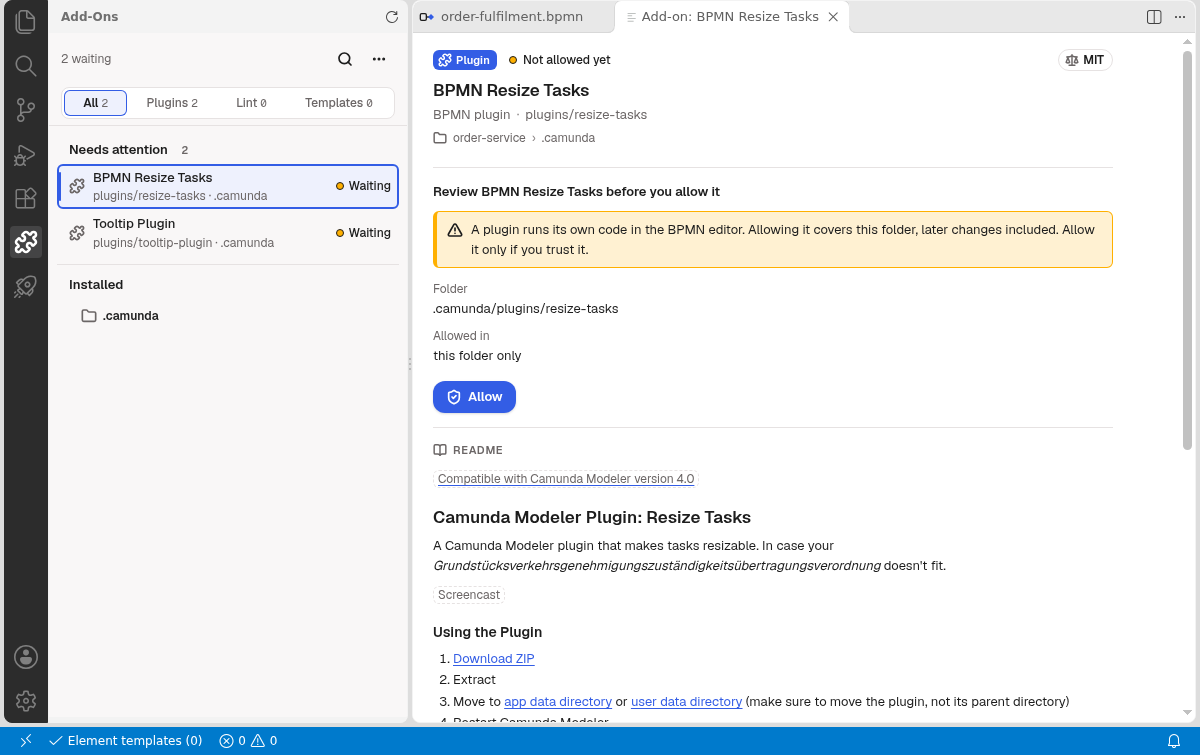 Add-Ons
2 waiting
All 2
Plugins 2
Lint 0
Templates 0
Needs attention 2
BPMN Resize Tasks
plugins/resize-tasks · .camunda
Waiting
Tooltip Plugin
plugins/tooltip-plugin · .camunda
Waiting
Installed
.camunda
order-fulfilment.bpmn
Add-on: BPMN Resize Tasks
Plugin
Not allowed yet
MIT
BPMN Resize Tasks
BPMN plugin · plugins/resize-tasks
order-service › .camunda
Review BPMN Resize Tasks before you allow it
A plugin runs its own code in the BPMN editor. Allowing it covers this folder, later changes included. Allow
it only if you trust it.
Folder
.camunda/plugins/resize-tasks
Allowed in
this folder only
Allow
README
Compatible with Camunda Modeler version 4.0
Camunda Modeler Plugin: Resize Tasks
A Camunda Modeler plugin that makes tasks resizable. In case your
Grundstücksverkehrsgenehmigungszuständigkeitsübertragungsverordnung doesn't fit.
Screencast
Using the Plugin
1. Download ZIP
2. Extract
3. Move to app data directory or user data directory (make sure to move the plugin, not its parent directory)
4. Restart Camunda Modeler
Element templates (0)
0
0